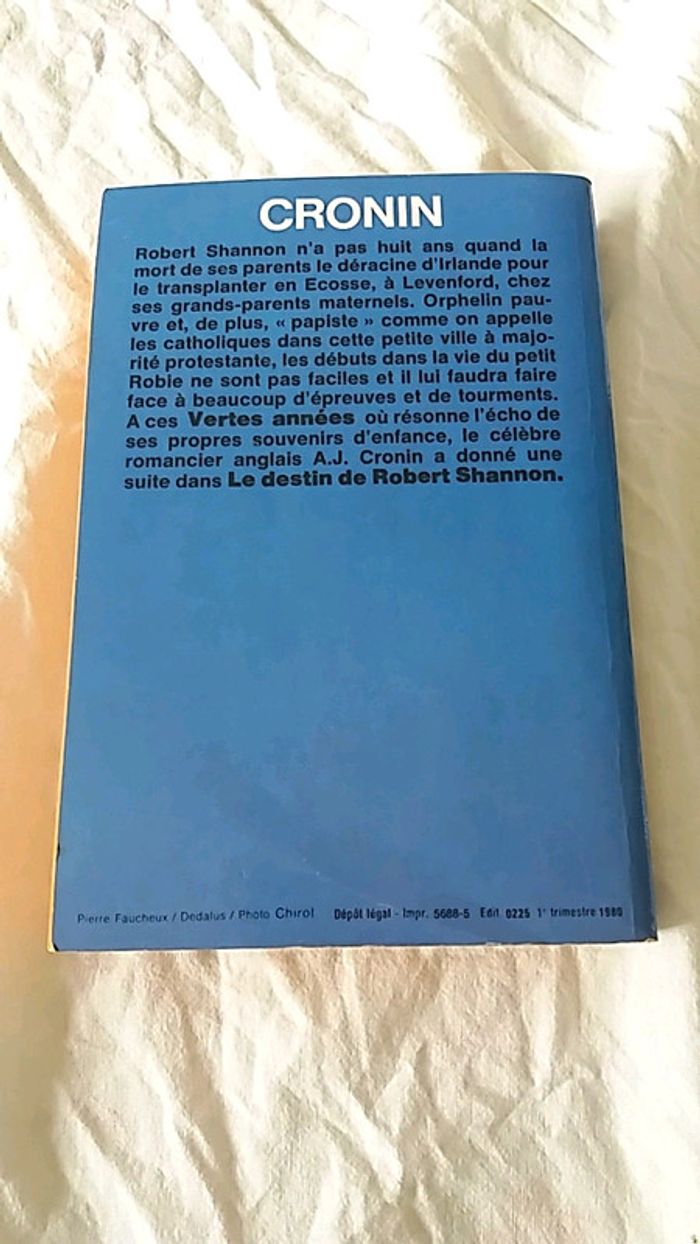 CRONIN
Robert Shannon n'a pas huit ans quand la
mort de ses parents le déracine d'Irlande pour
le transplanter en Ecosse, à Levenford, chez
ses grands-parents maternels. Orphelin pau-
vre et, de plus, « papiste » comme on appelle
les catholiques dans cette petite ville à majo-
rité protestante, les débuts dans la vie du petit
Robie ne sont pas faciles et il lui faudra faire
face à beaucoup d'épreuves et de tourments.
A ces Vertes années où résonne l'écho de
ses propres souvenirs d'enfance, le célèbre
romancier anglais A.J. Cronin a donné une
suite dans Le destin de Robert Shannon.
Pierre Faucheux / Dedalus / Photo Chirol Dépôt légal - Impr. 5688-5 Edit. 0225 1er trimestre 1980